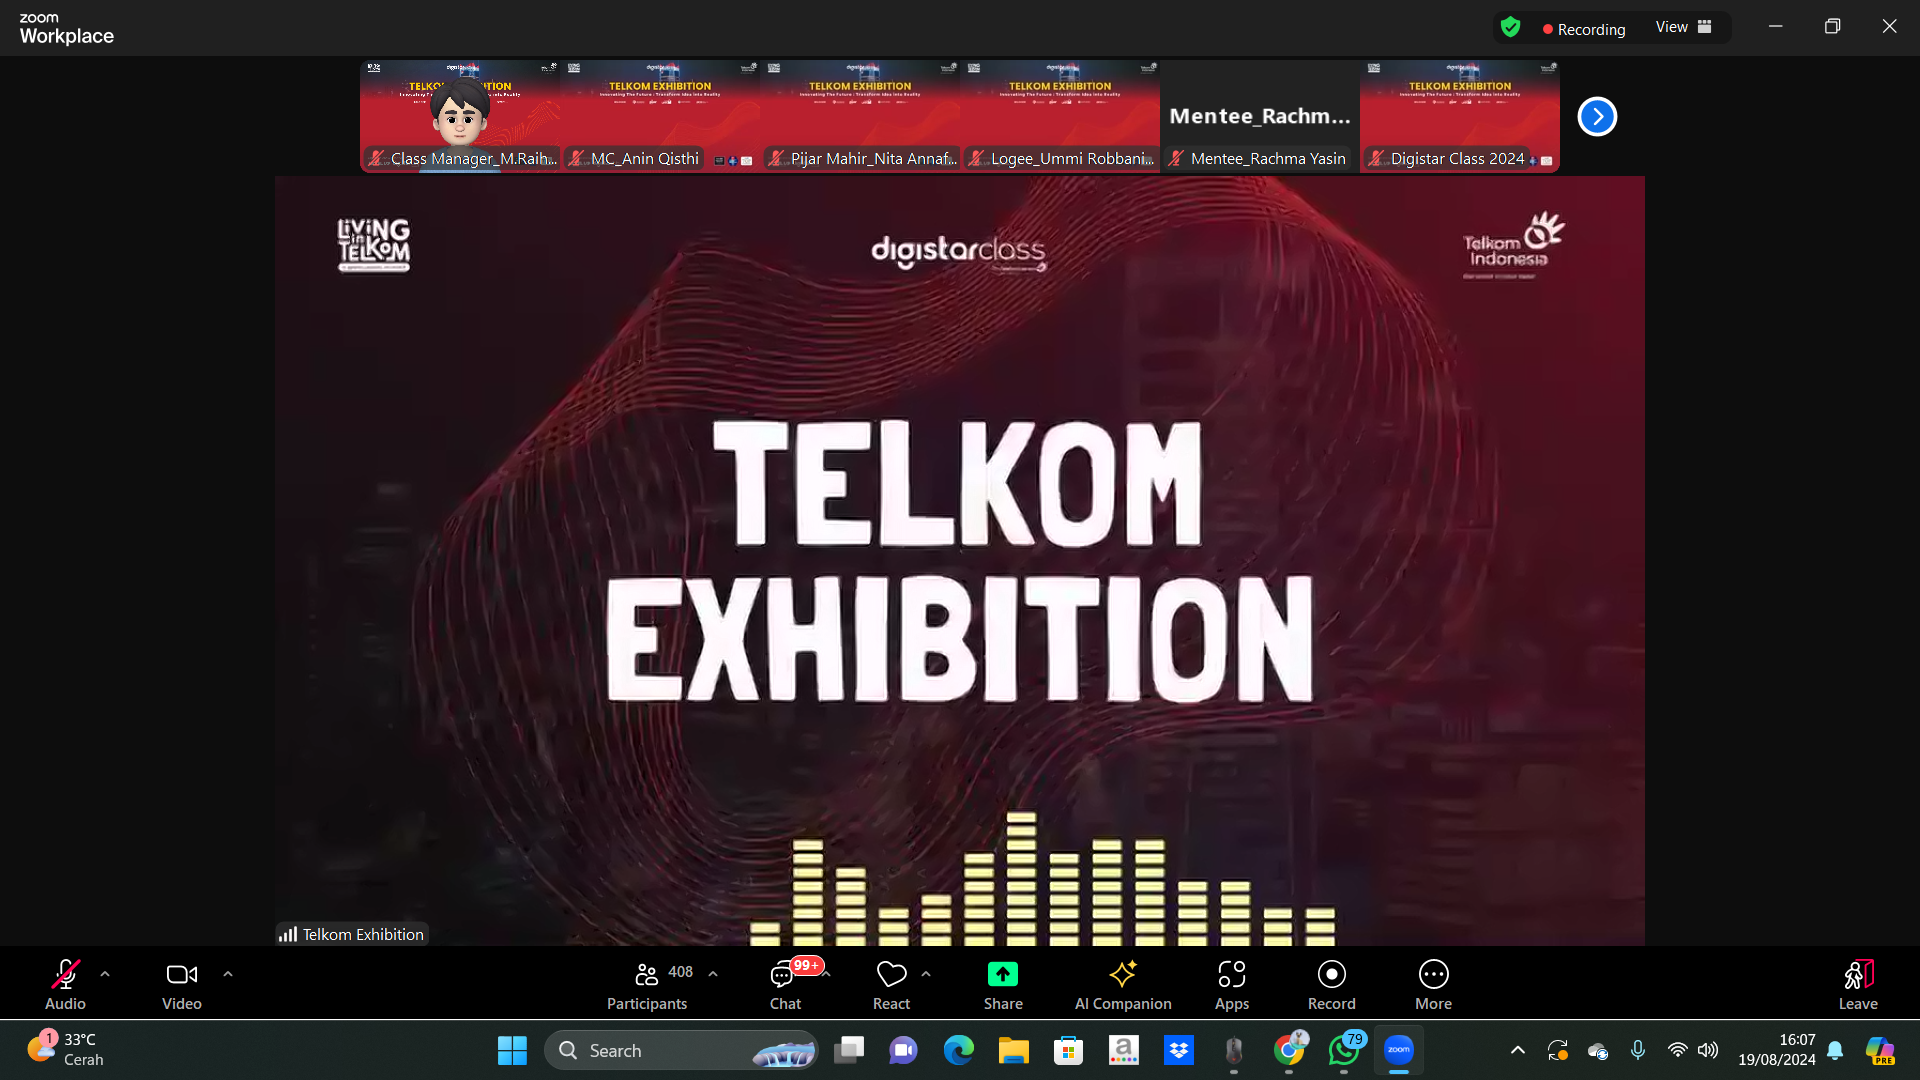 zoom
Workplace
Recording
View
TELKOM EXHIBITION
TELKOM EXHIBITION
TELKOM EXHIBITION
TELKOM EXHIBITION
Mentee_Rachm...
Class Manager_M.Raih...
MC_Anin Qisthi
Pijar Mahir_Nita Annaf...
Logee_Ummi Robbani...
Mentee_Rachma Yasin
Digistar Class 2024
LiViNG
in
TELKOM
digistarclass
Telkom
Indonesia
TELKOM
EXHIBITION
Telkom Exhibition
Audio
Video
408
Participants
99+
Chat
React
Share
AI Companion
Apps
Record
More
Leave
1
33°C
Cerah
Search
a
79
zoom
16:07
19/08/2024
PRE